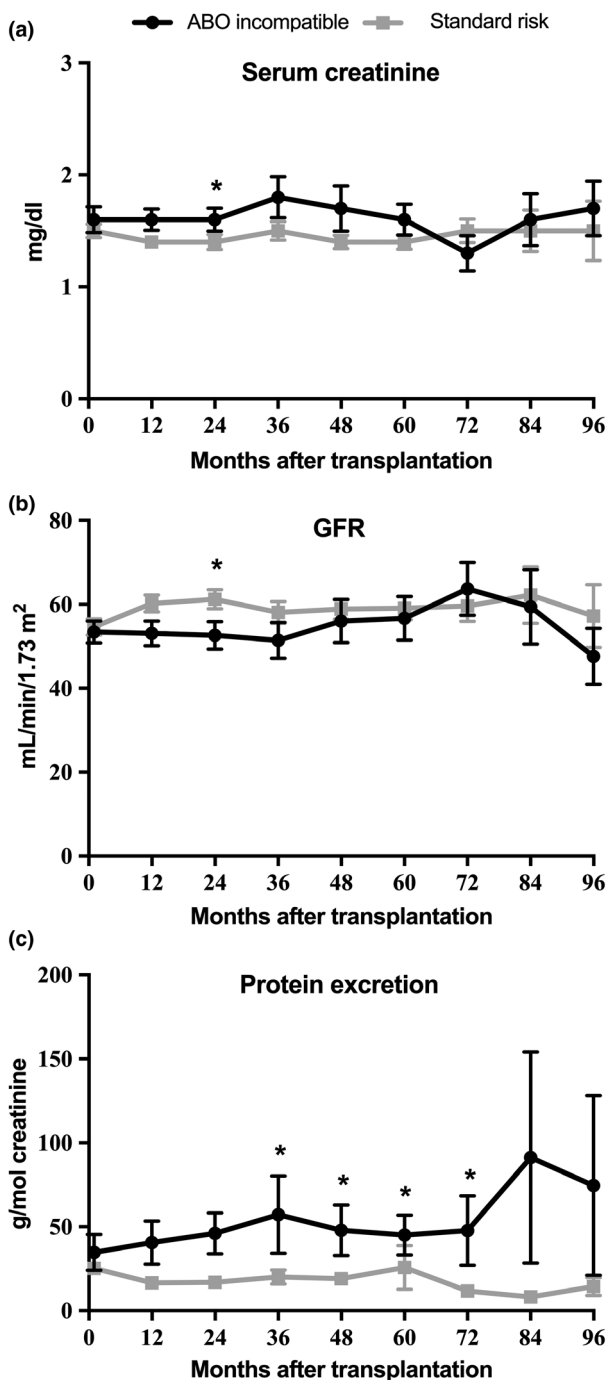 (a)
ABO incompatible Standard risk
Serum creatinine
mg/dl
3
2
1
0
*
0 12 24 36 48 60 72 84 96
Months after transplantation
(b)
GFR
mL/min/1.73 m²
80
60
40
20
0
*
0 12 24 36 48 60 72 84 96
Months after transplantation
(c)
Protein excretion
g/mol creatinine
200
150
100
50
0
* * * *
0 12 24 36 48 60 72 84 96
Months after transplantation